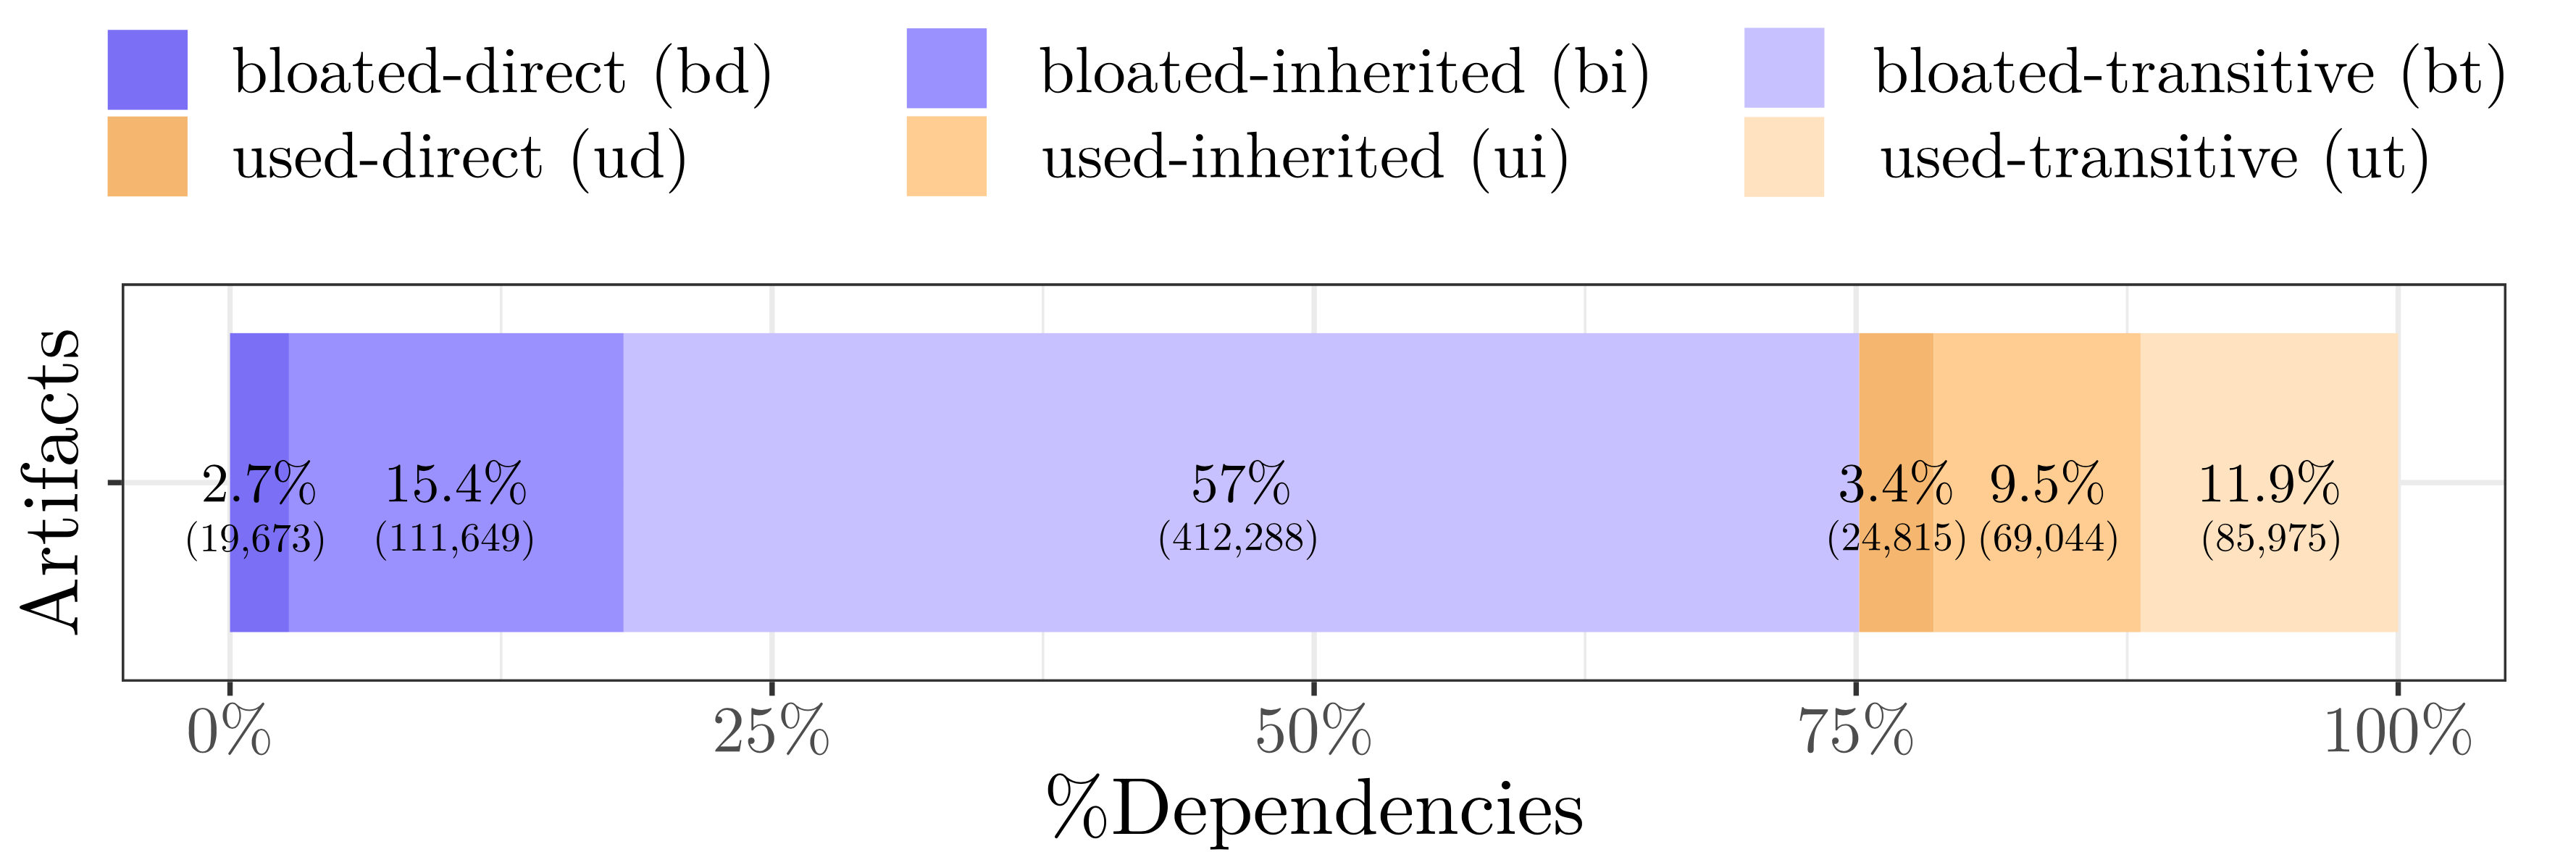 bloated-direct (bd) bloated-inherited (bi) bloated-transitive (bt)
used-direct (ud) used-inherited (ui) used-transitive (ut)
Artifacts
2.7% 15.4% 57% 3.4% 9.5% 11.9%
(19,673) (111,649) (412,288) (24,815) (69,044) (85,975)
0% 25% 50% 75% 100%
%Dependencies